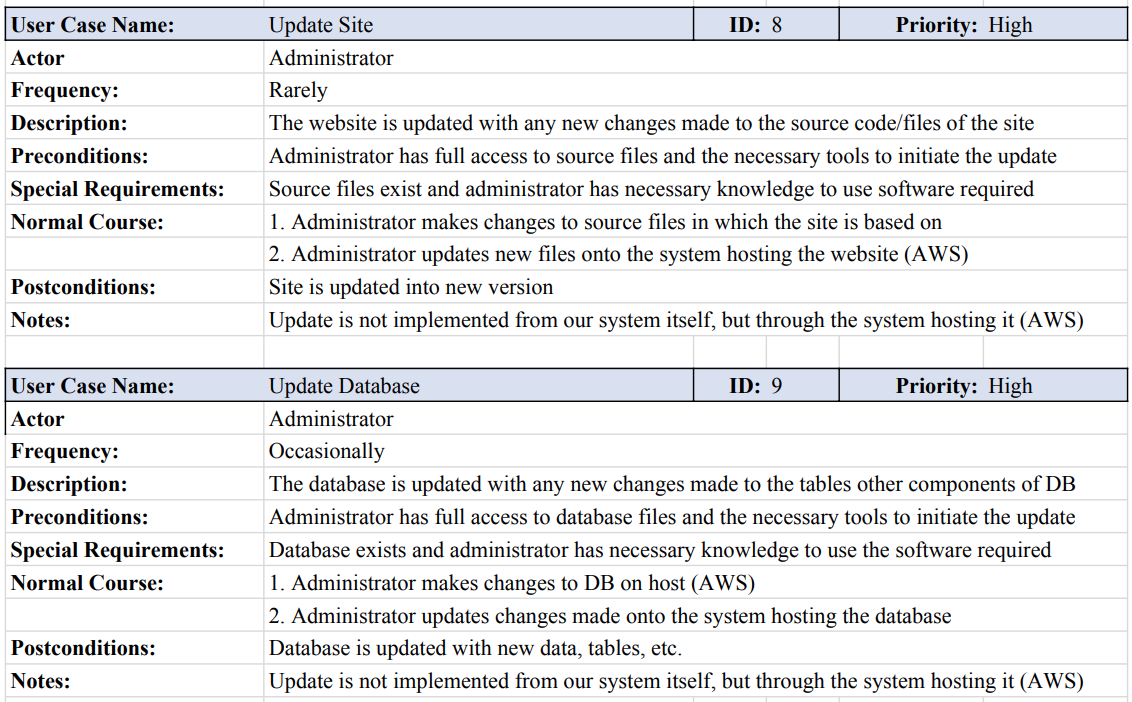 User Case Name: Update Site ID: 8 Priority: High
Actor Administrator
Frequency: Rarely
Description: The website is updated with any new changes made to the source code/files of the site
Preconditions: Administrator has full access to source files and the necessary tools to initiate the update
Special Requirements: Source files exist and administrator has necessary knowledge to use software required
Normal Course: 1. Administrator makes changes to source files in which the site is based on
2. Administrator updates new files onto the system hosting the website (AWS)
Postconditions: Site is updated into new version
Notes: Update is not implemented from our system itself, but through the system hosting it (AWS)
User Case Name: Update Database ID: 9 Priority: High
Actor Administrator
Frequency: Occasionally
Description: The database is updated with any new changes made to the tables other components of DB
Preconditions: Administrator has full access to database files and the necessary tools to initiate the update
Special Requirements: Database exists and administrator has necessary knowledge to use the software required
Normal Course: 1. Administrator makes changes to DB on host (AWS)
2. Administrator updates changes made onto the system hosting the database
Postconditions: Database is updated with new data, tables, etc.
Notes: Update is not implemented from our system itself, but through the system hosting it (AWS)